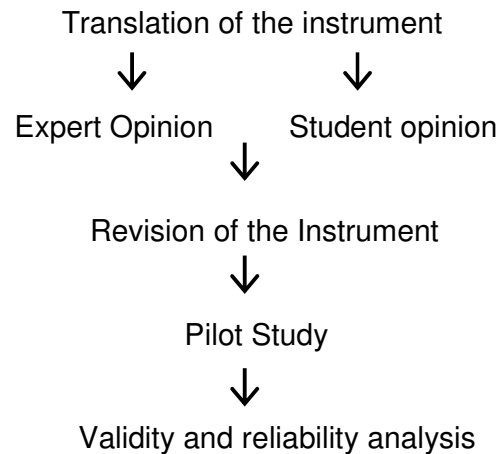 Translation of the instrument
Expert Opinion Student opinion
Revision of the Instrument
Pilot Study
Validity and reliability analysis